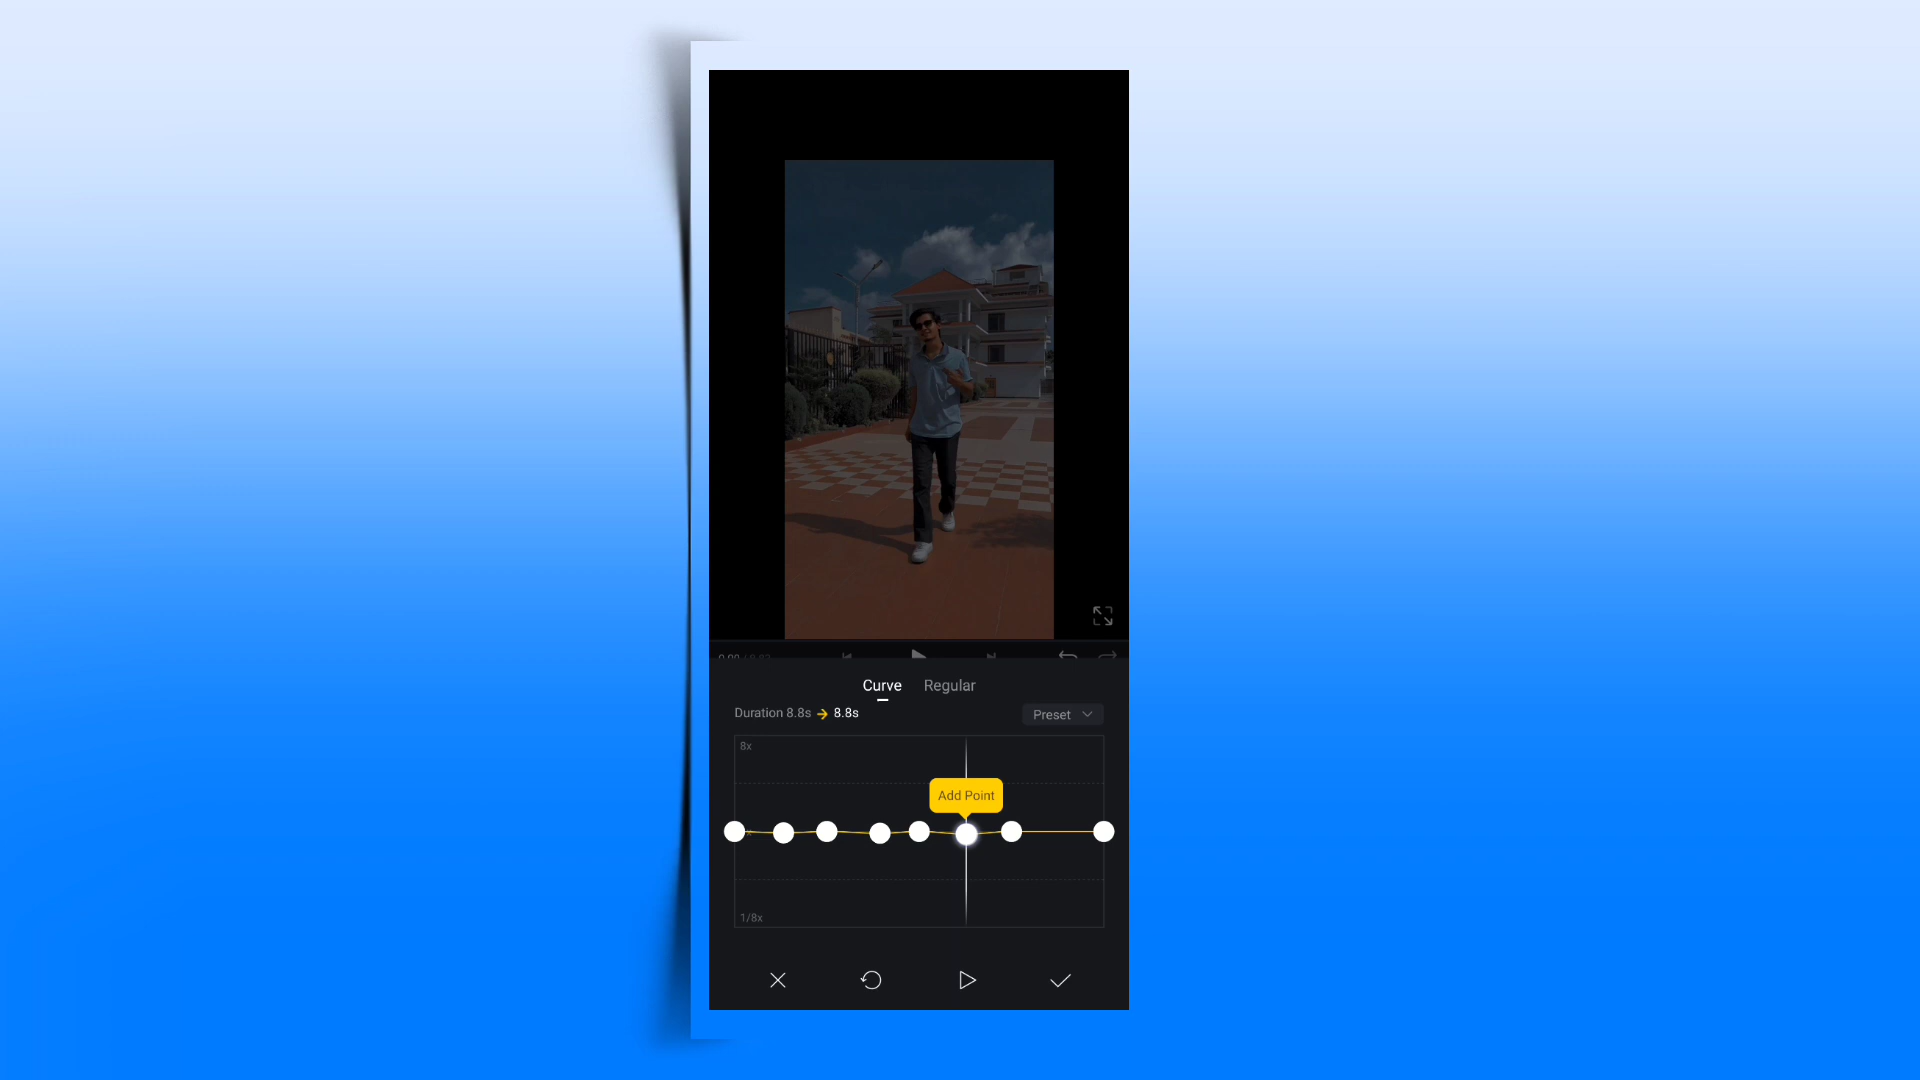 Curve Regular
Duration 8.8s → 8.8s
Preset
8x
Add Point
1/8x